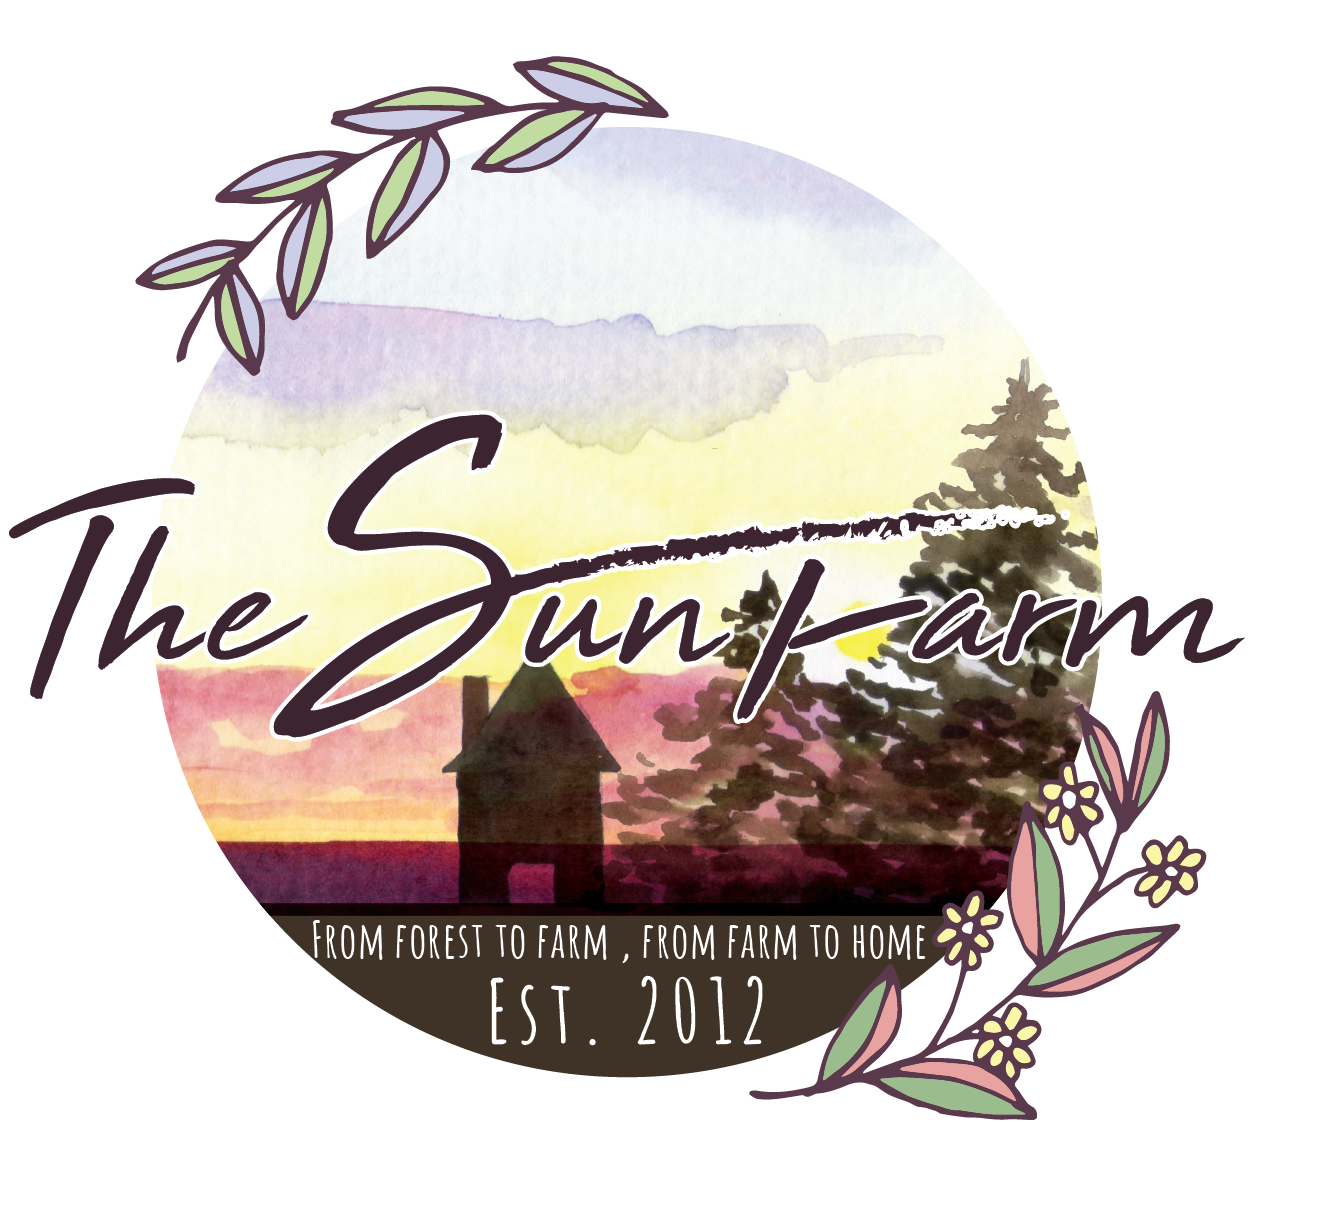 The Sun Farm
From forest to farm , from farm to home
Est. 2012